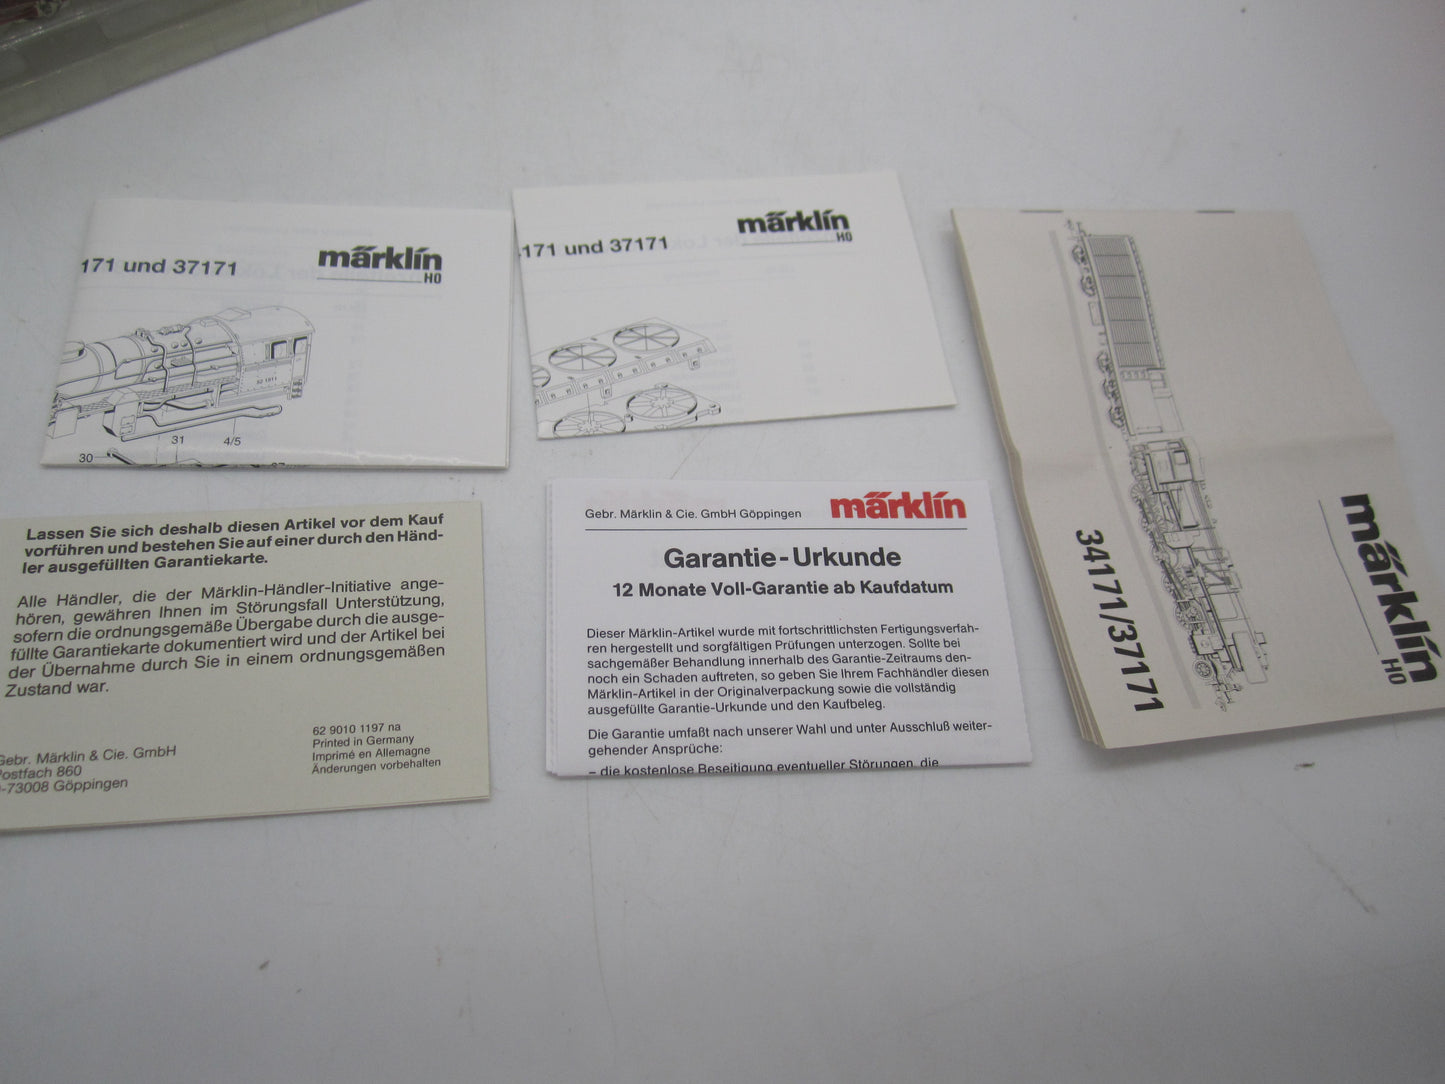 171 und 37171
märklin
H0
52 1911
31
4/5
30
171 und 37171
märklin
H0
34171/37171
märklin
H0
Lassen Sie sich deshalb diesen Artikel vor dem Kauf
vorführen und bestehen Sie auf einer durch den Händ-
ler ausgefüllten Garantiekarte.
Alle Händler, die der Märklin-Händler-Initiative ange-
hören, gewähren Ihnen im Störungsfall Unterstützung,
sofern die ordnungsgemäße Übergabe durch die ausge-
füllte Garantiekarte dokumentiert wird und der Artikel bei
der Übernahme durch Sie in einem ordnungsgemäßen
Zustand war.
Gebr. Märklin & Cie. GmbH
Postfach 860
-73008 Göppingen
62 9010 1197 na
Printed in Germany
Imprimé en Allemagne
Änderungen vorbehalten
Gebr. Märklin & Cie. GmbH Göppingen
märklin
Garantie-Urkunde
12 Monate Voll-Garantie ab Kaufdatum
Dieser Märklin-Artikel wurde mit fortschrittlichsten Fertigungsverfah-
ren hergestellt und sorgfältigen Prüfungen unterzogen. Sollte bei
sachgemäßer Behandlung innerhalb des Garantie-Zeitraums den-
noch ein Schaden auftreten, so geben Sie Ihrem Fachhändler diesen
Märklin-Artikel in der Originalverpackung sowie die vollständig
ausgefüllte Garantie-Urkunde und den Kaufbeleg.
Die Garantie umfaßt nach unserer Wahl und unter Ausschluß weiter-
gehender Ansprüche:
– die kostenlose Beseitigung eventueller Störungen, die